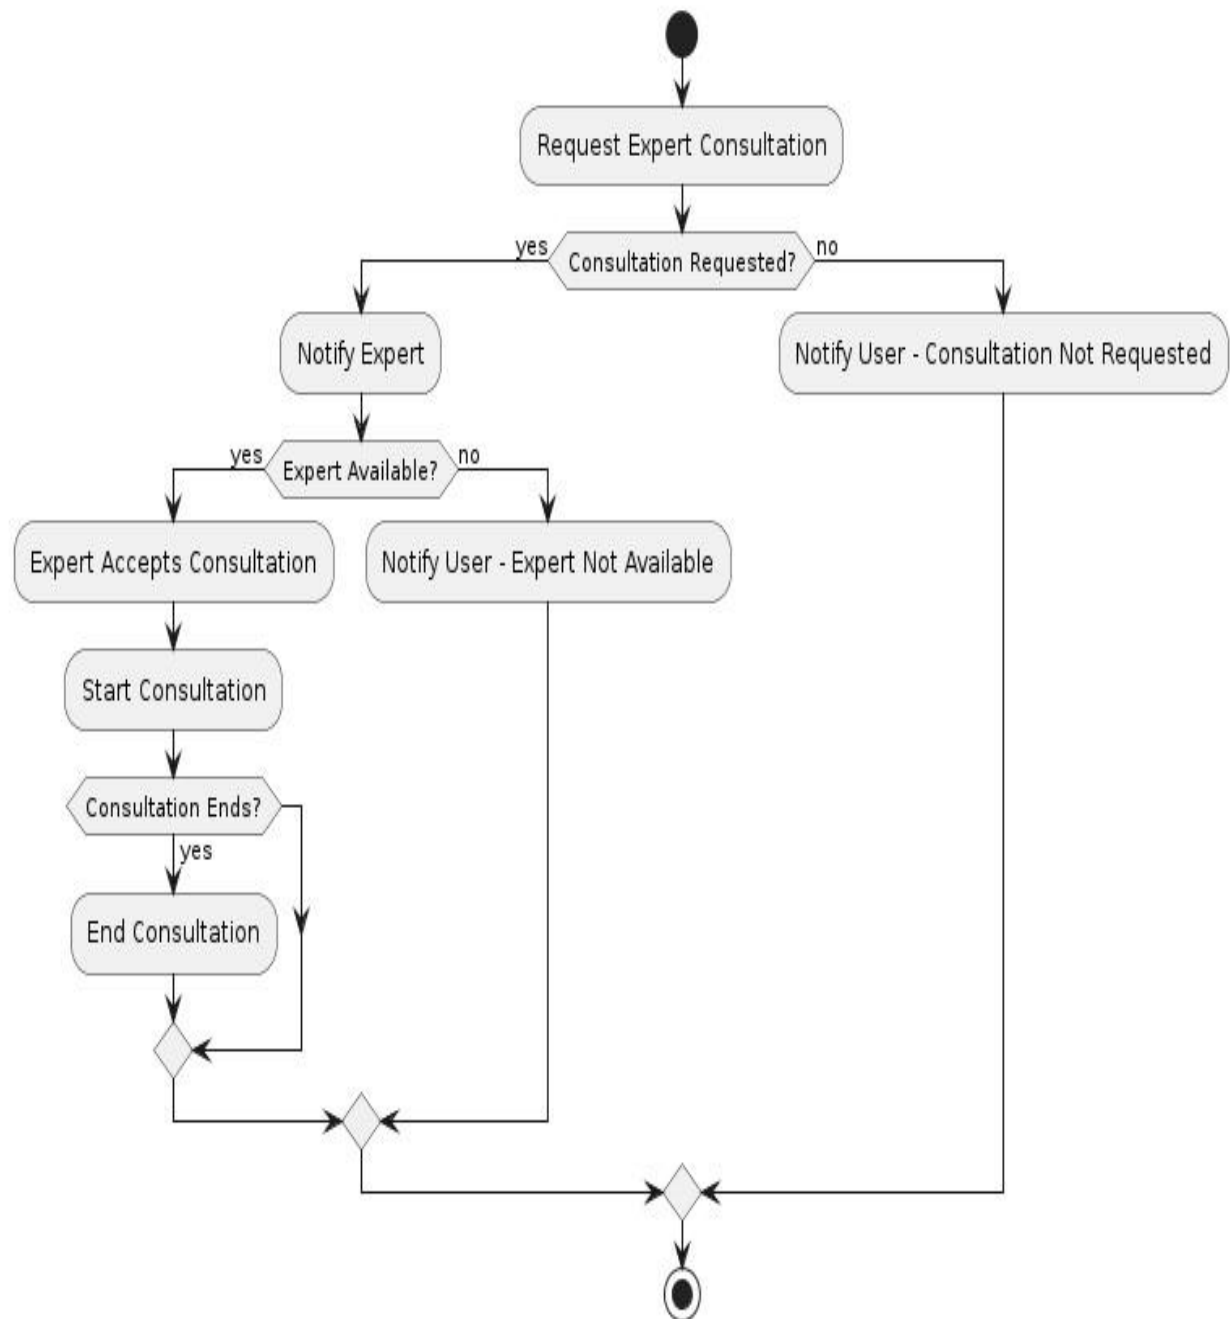 Request Expert Consultation
yes
Consultation Requested?
no
Notify Expert
Notify User - Consultation Not Requested
yes
Expert Available?
no
Expert Accepts Consultation
Notify User - Expert Not Available
Start Consultation
Consultation Ends?
yes
End Consultation